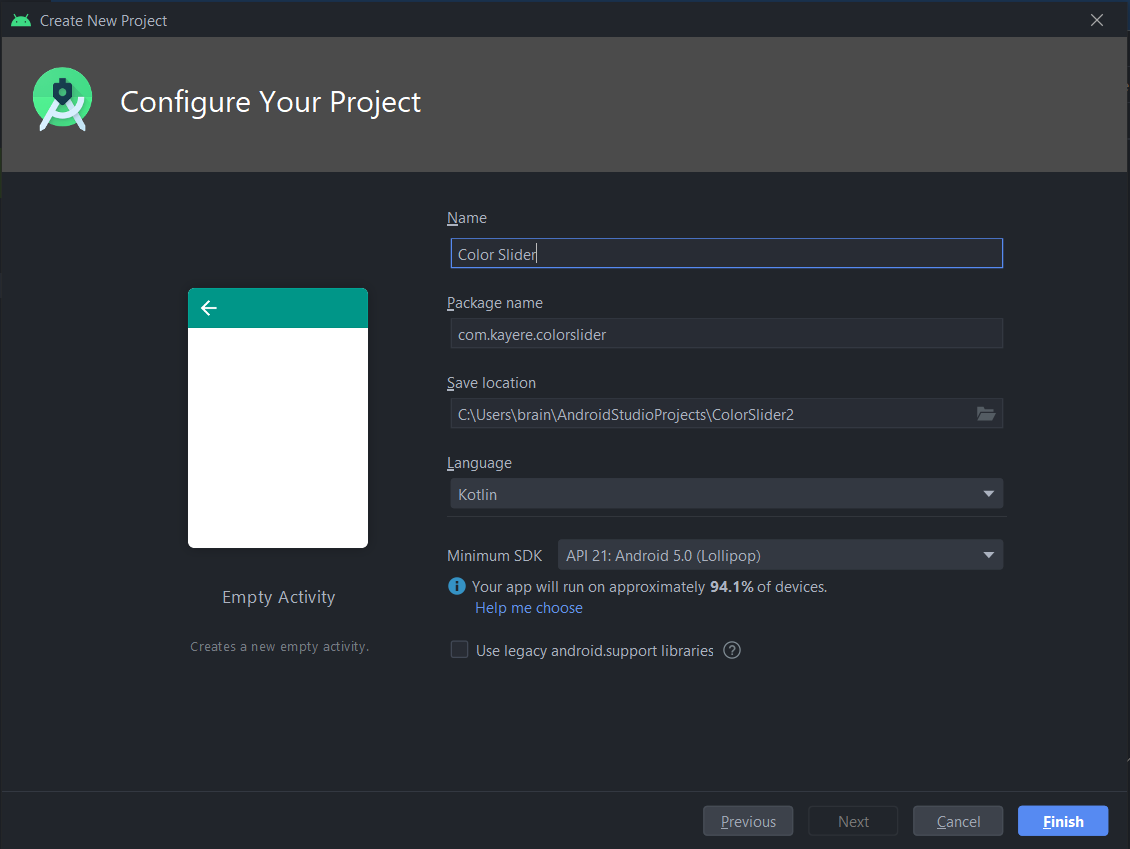 Create New Project
Configure Your Project
Name
Color Slider
Package name
com.kayere.colorslider
Save location
C:\Users\brain\AndroidStudioProjects\ColorSlider2
Language
Kotlin
Minimum SDK API 21: Android 5.0 (Lollipop)
Your app will run on approximately 94.1% of devices.
Help me choose
Use legacy android.support libraries
Empty Activity
Creates a new empty activity.
Previous Next Cancel Finish